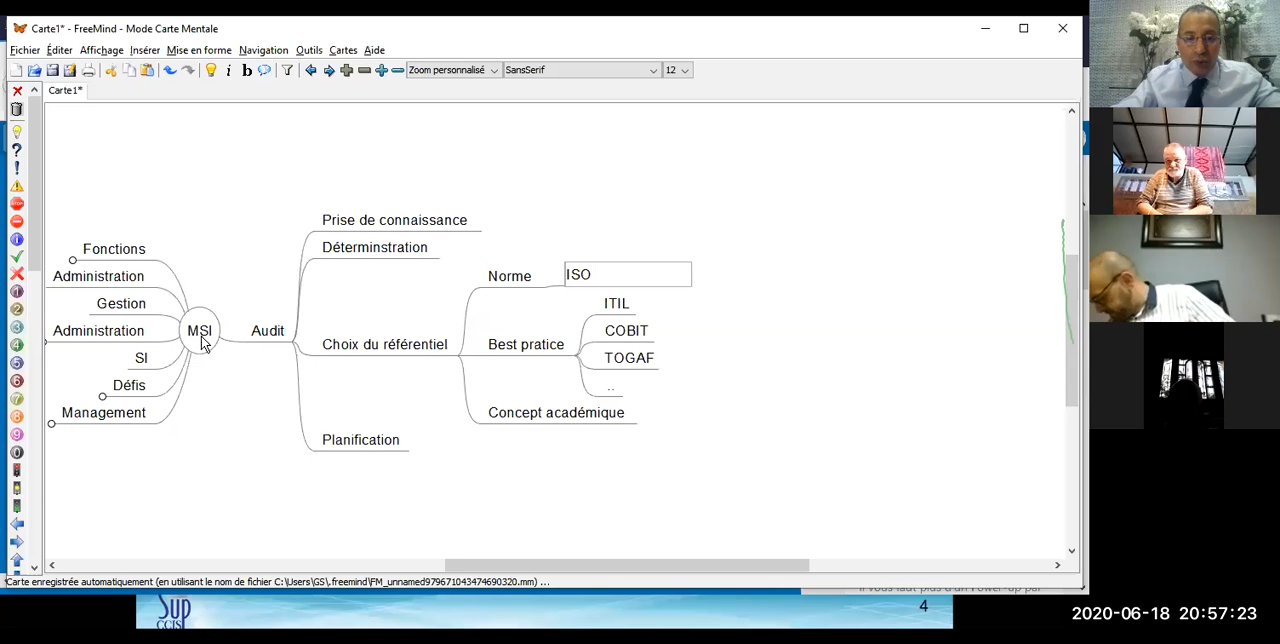 Carte1* - FreeMind - Mode Carte Mentale
Fichier Éditer Affichage Insérer Mise en forme Navigation Outils Cartes Aide
Zoom personnalisé SansSerif 12
Carte1*
Prise de connaissance
Fonctions
Déterminstration
Administration
Norme
ISO
Gestion
ITIL
Administration
MSI
Audit
COBIT
Choix du référentiel
Best pratice
SI
TOGAF
Défis
..
Management
Concept académique
Planification
Carte enregistrée automatiquement (en utilisant le nom de fichier C:\Users\GS\.freemind\FM_unnamed979671043474690320.mm) ...
Sup
CCIS
4
2020-06-18 20:57:23